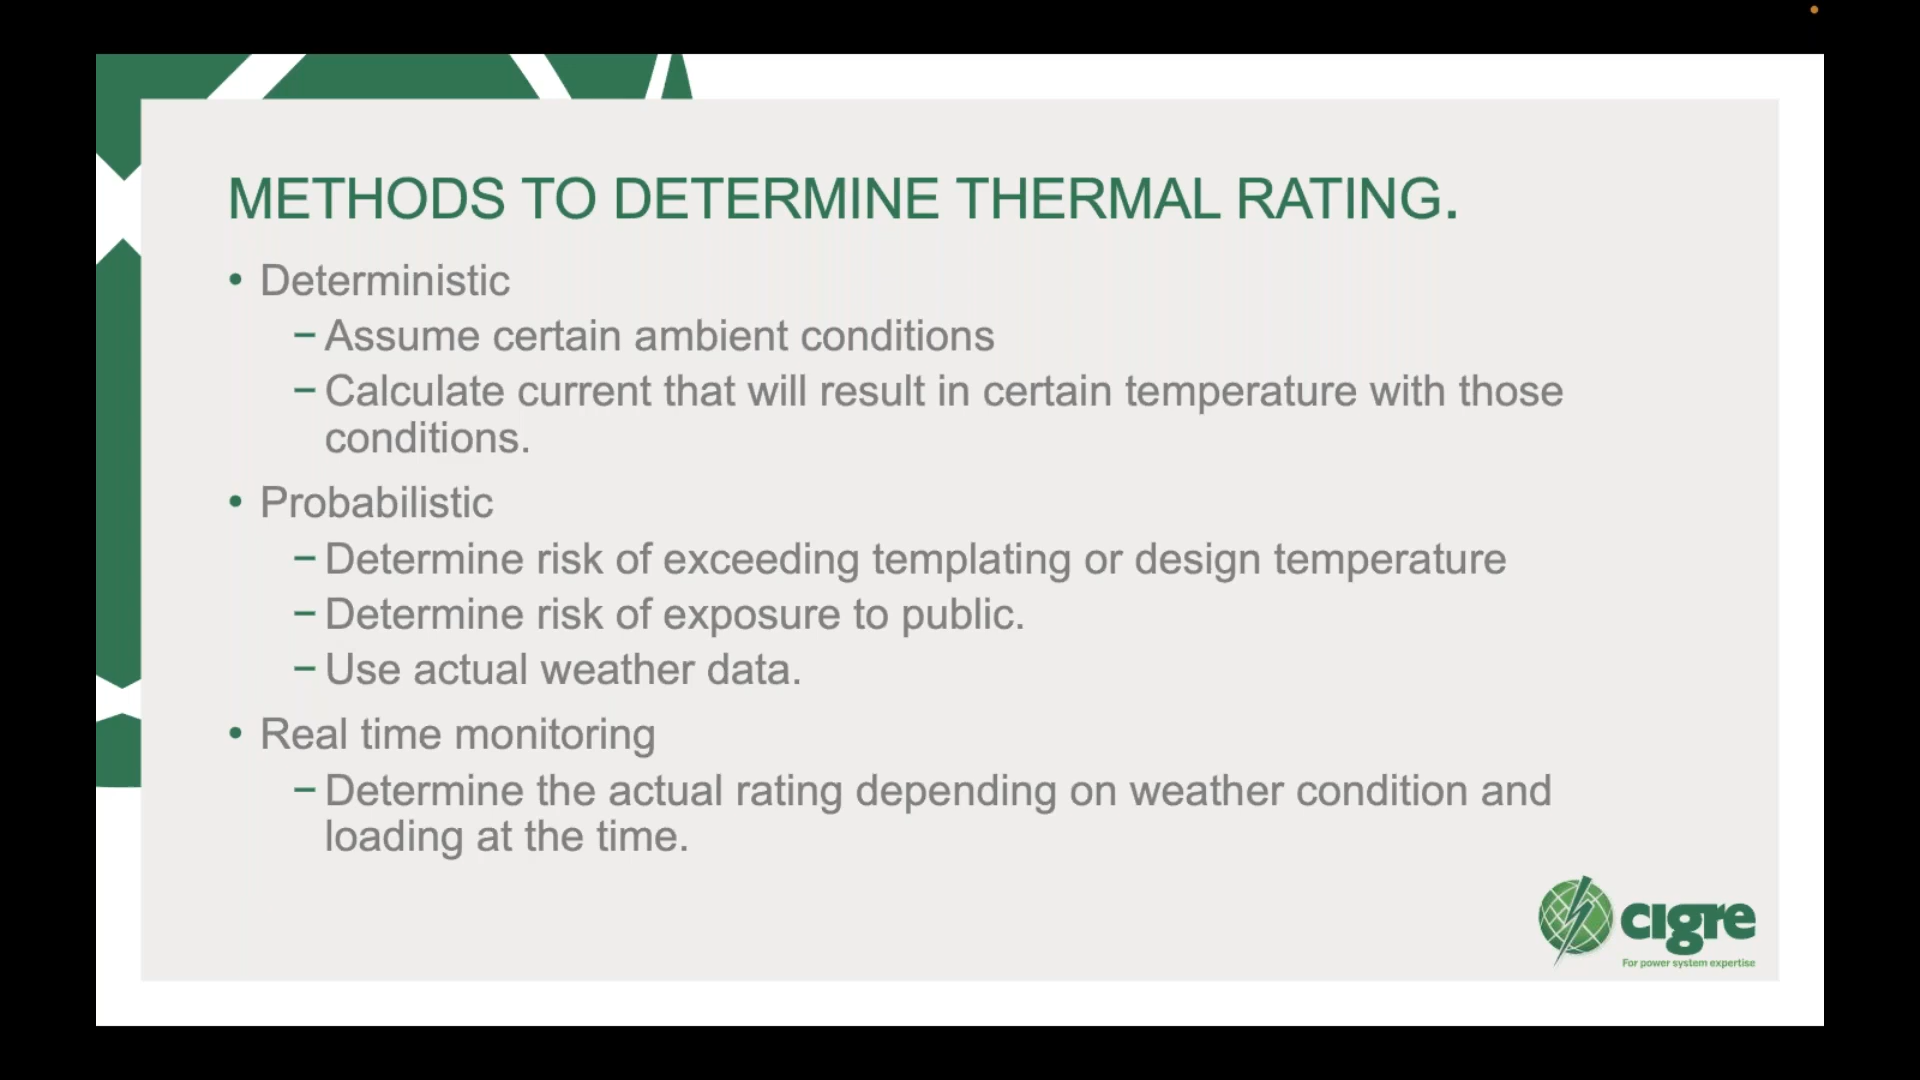 METHODS TO DETERMINE THERMAL RATING.
• Deterministic
– Assume certain ambient conditions
– Calculate current that will result in certain temperature with those
conditions.
• Probabilistic
– Determine risk of exceeding templating or design temperature
– Determine risk of exposure to public.
– Use actual weather data.
• Real time monitoring
– Determine the actual rating depending on weather condition and
loading at the time.
cigre
For power system expertise